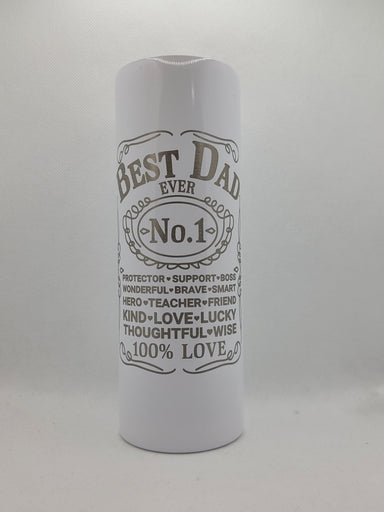 BEST DAD
EVER
No.1
PROTECTOR♥SUPPORT♥BOSS
WONDERFUL♥BRAVE♥SMART
HERO♥TEACHER♥FRIEND
KIND♥LOVE♥LUCKY
THOUGHTFUL♥WISE
100% LOVE